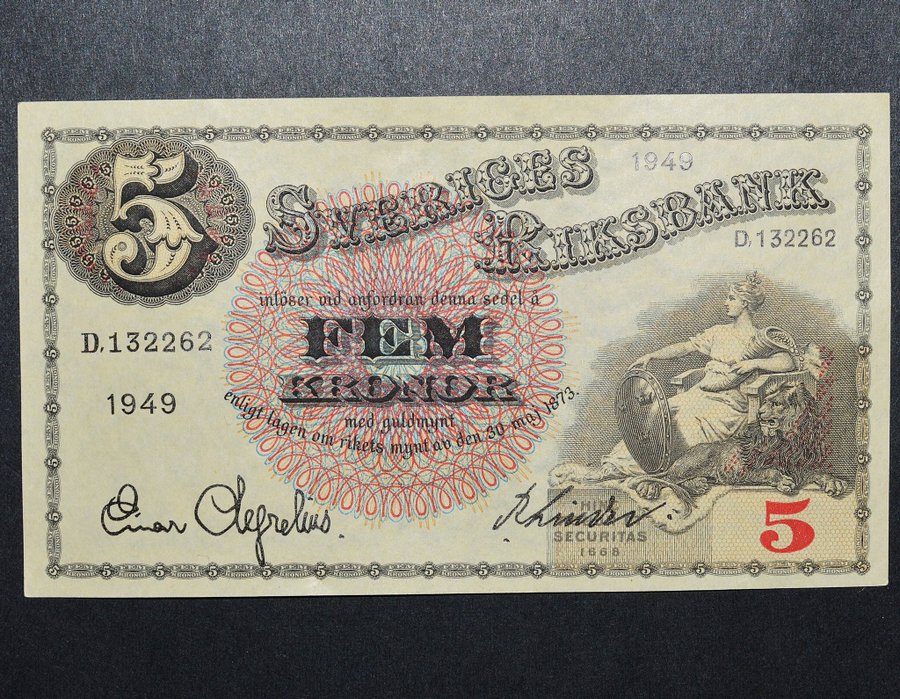 5
SVERIGES
1949
RIKSBANK
D,132262
inlöser vid anfordran denna sedel å
FEM
KRONOR
D,132262
1949
med guldmynt
enligt lagen om rikets mynt av den 30 maj 1873.
Einar
SECURITAS
1668
5